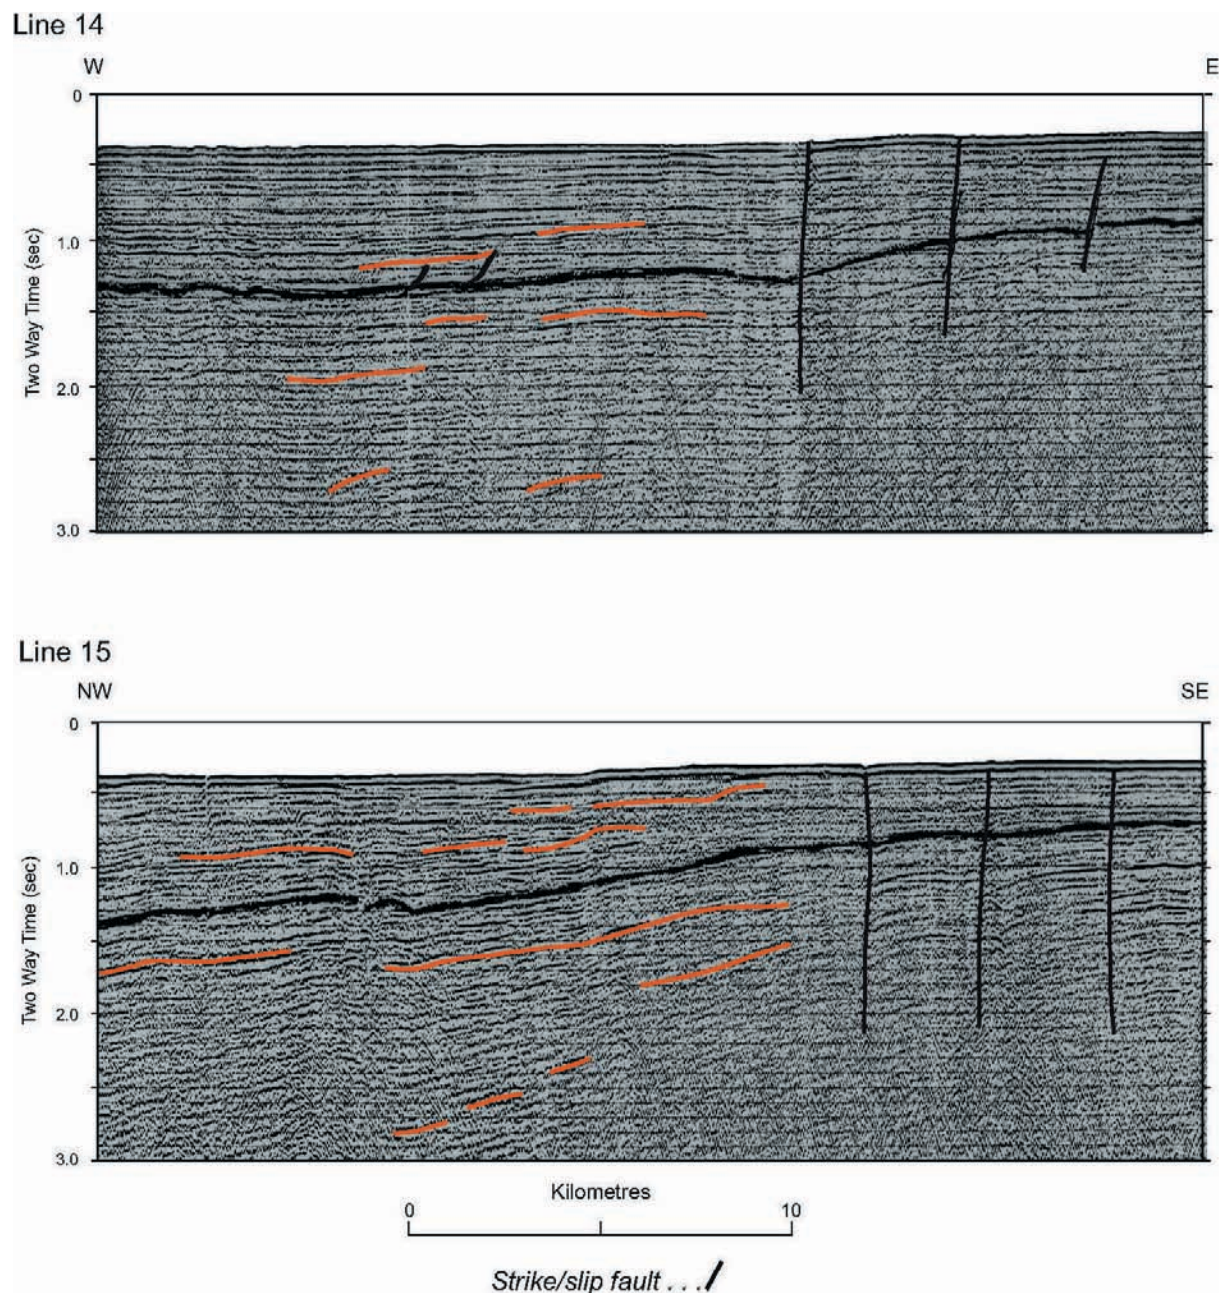 Line 14
W
E
0
1.0
2.0
3.0
Two Way Time (sec)
Line 15
NW
SE
0
1.0
2.0
3.0
Two Way Time (sec)
Kilometres
0
10
Strike/slip fault . . .